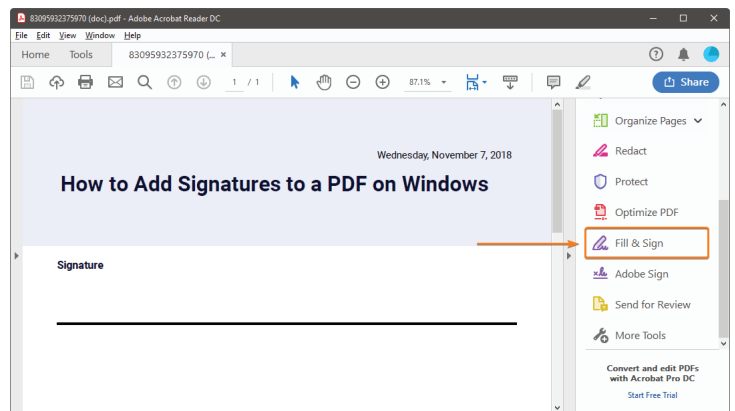 83095932375970 (doc).pdf - Adobe Acrobat Reader DC
File Edit View Window Help
Home Tools 83095932375970 (... ×
1 / 1 87.1% Share
Organize Pages
Wednesday, November 7, 2018
Redact
How to Add Signatures to a PDF on Windows
Protect
Optimize PDF
Fill & Sign
Signature
Adobe Sign
Send for Review
More Tools
Convert and edit PDFs
with Acrobat Pro DC
Start Free Trial